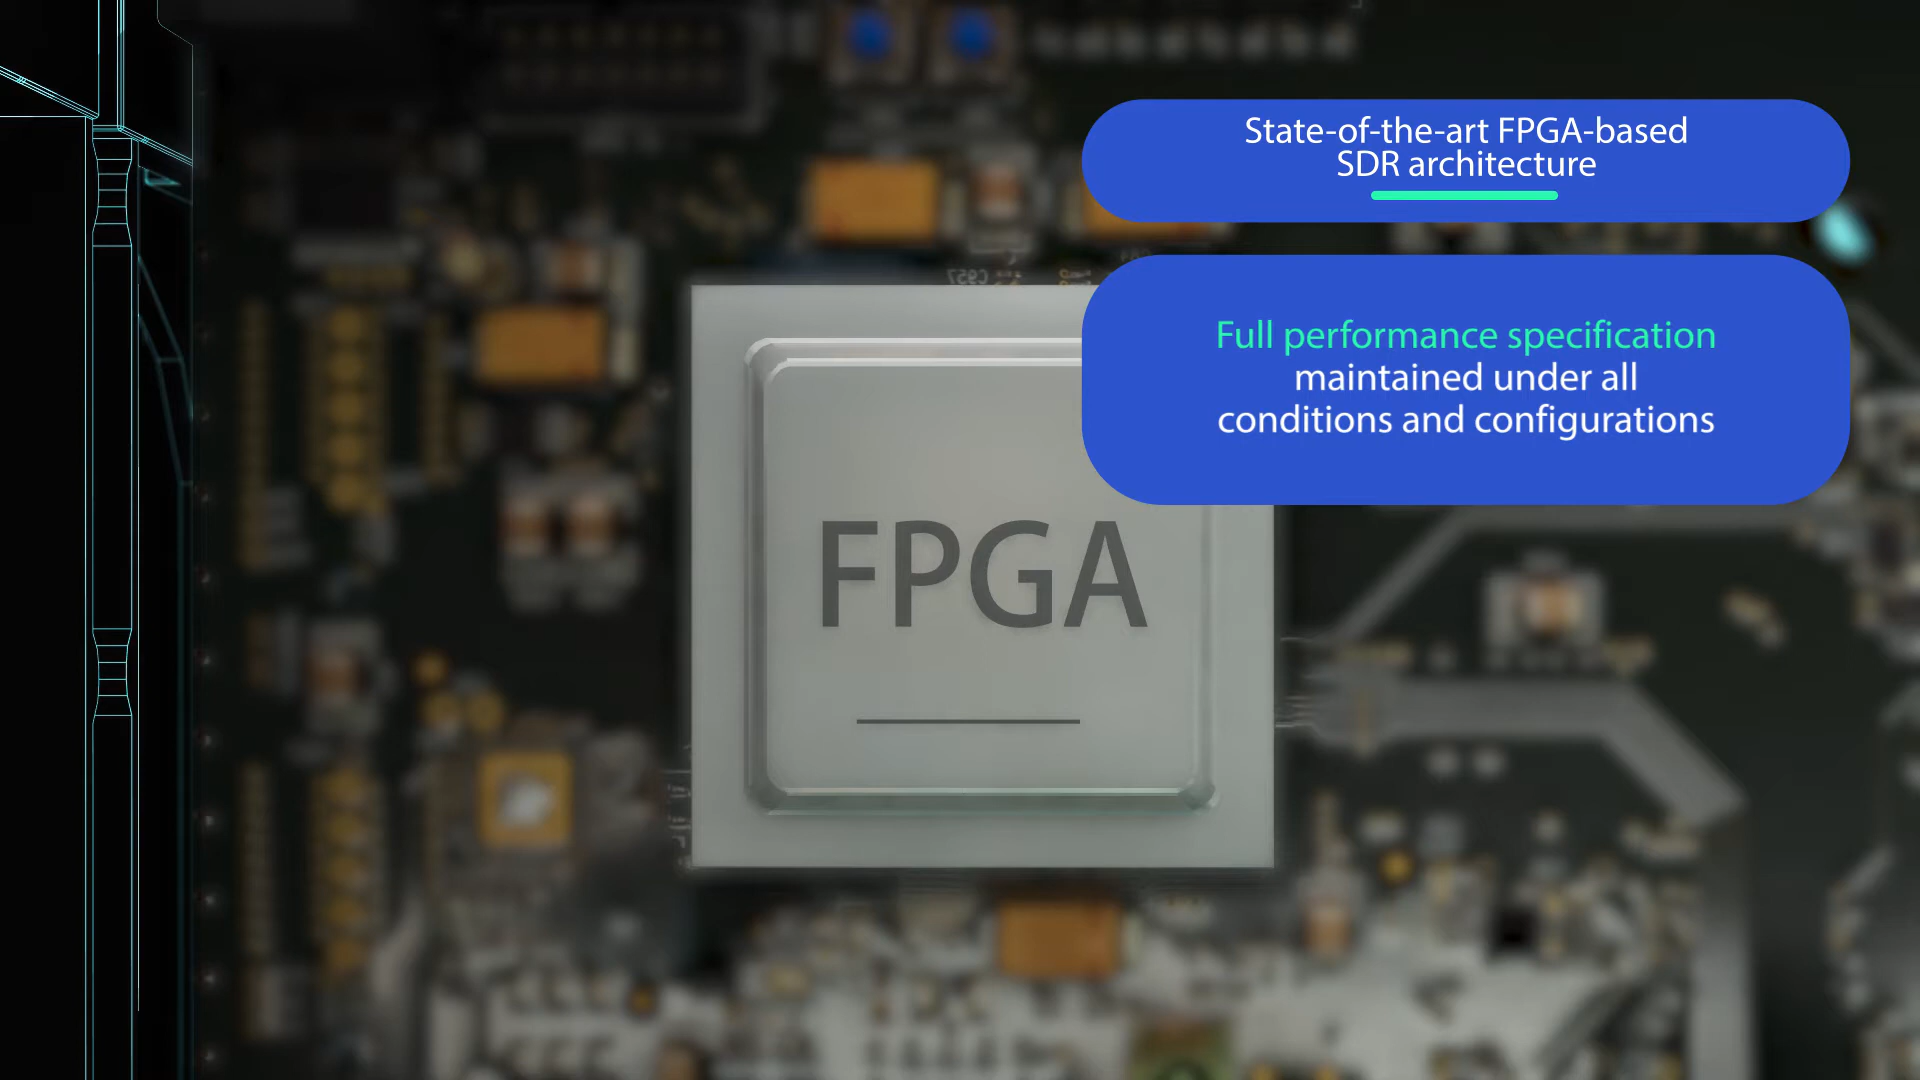 State-of-the-art FPGA-based
SDR architecture
Full performance specification
maintained under all
conditions and configurations
FPGA